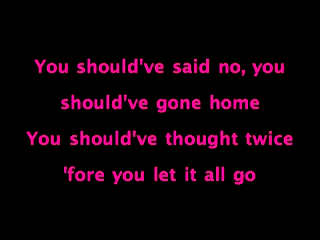 You should've said no, you
should've gone home
You should've thought twice
'fore you let it all go